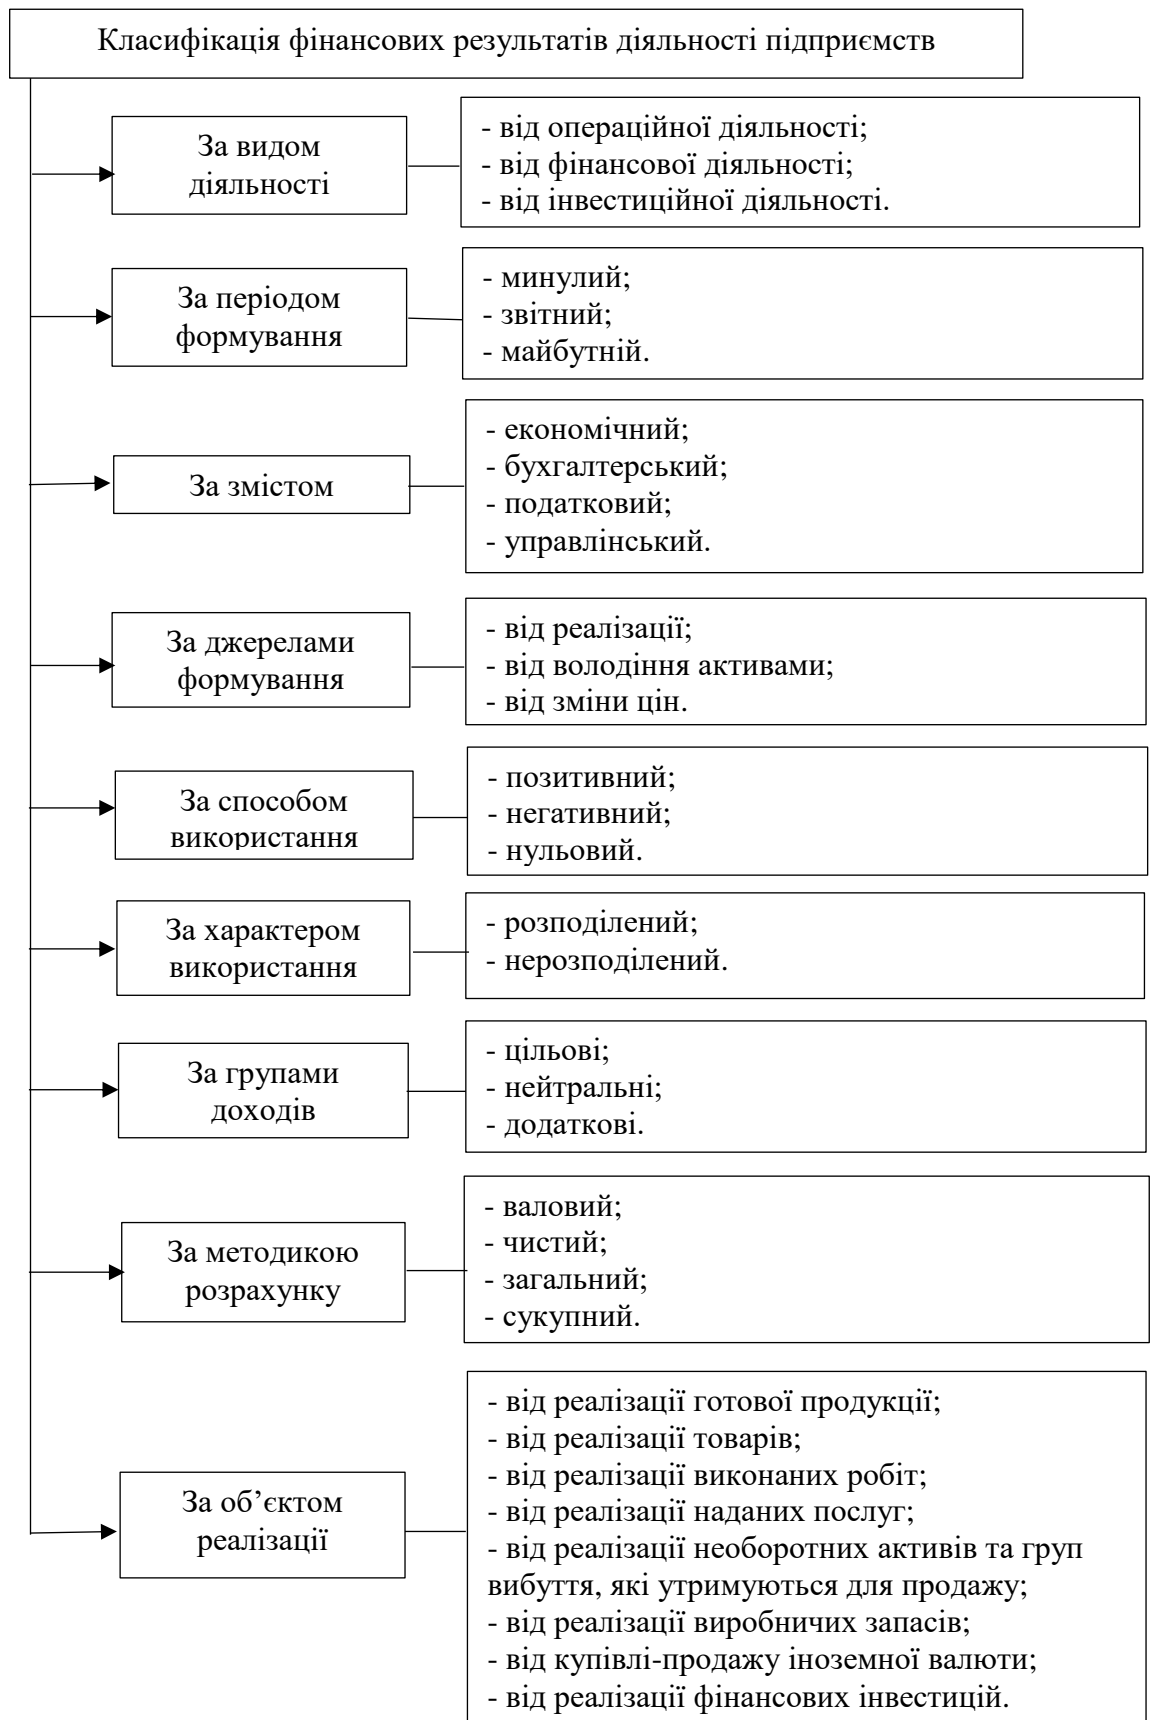 Класифікація фінансових результатів діяльності підприємств
За видом
діяльності
- від операційної діяльності;
- від фінансової діяльності;
- від інвестиційної діяльності.
За періодом
формування
- минулий;
- звітний;
- майбутній.
За змістом
- економічний;
- бухгалтерський;
- податковий;
- управлінський.
За джерелами
формування
- від реалізації;
- від володіння активами;
- від зміни цін.
За способом
використання
- позитивний;
- негативний;
- нульовий.
За характером
використання
- розподілений;
- нерозподілений.
За групами
доходів
- цільові;
- нейтральні;
- додаткові.
За методикою
розрахунку
- валовий;
- чистий;
- загальний;
- сукупний.
За об’єктом
реалізації
- від реалізації готової продукції;
- від реалізації товарів;
- від реалізації виконаних робіт;
- від реалізації наданих послуг;
- від реалізації необоротних активів та груп
вибуття, які утримуються для продажу;
- від реалізації виробничих запасів;
- від купівлі-продажу іноземної валюти;
- від реалізації фінансових інвестицій.